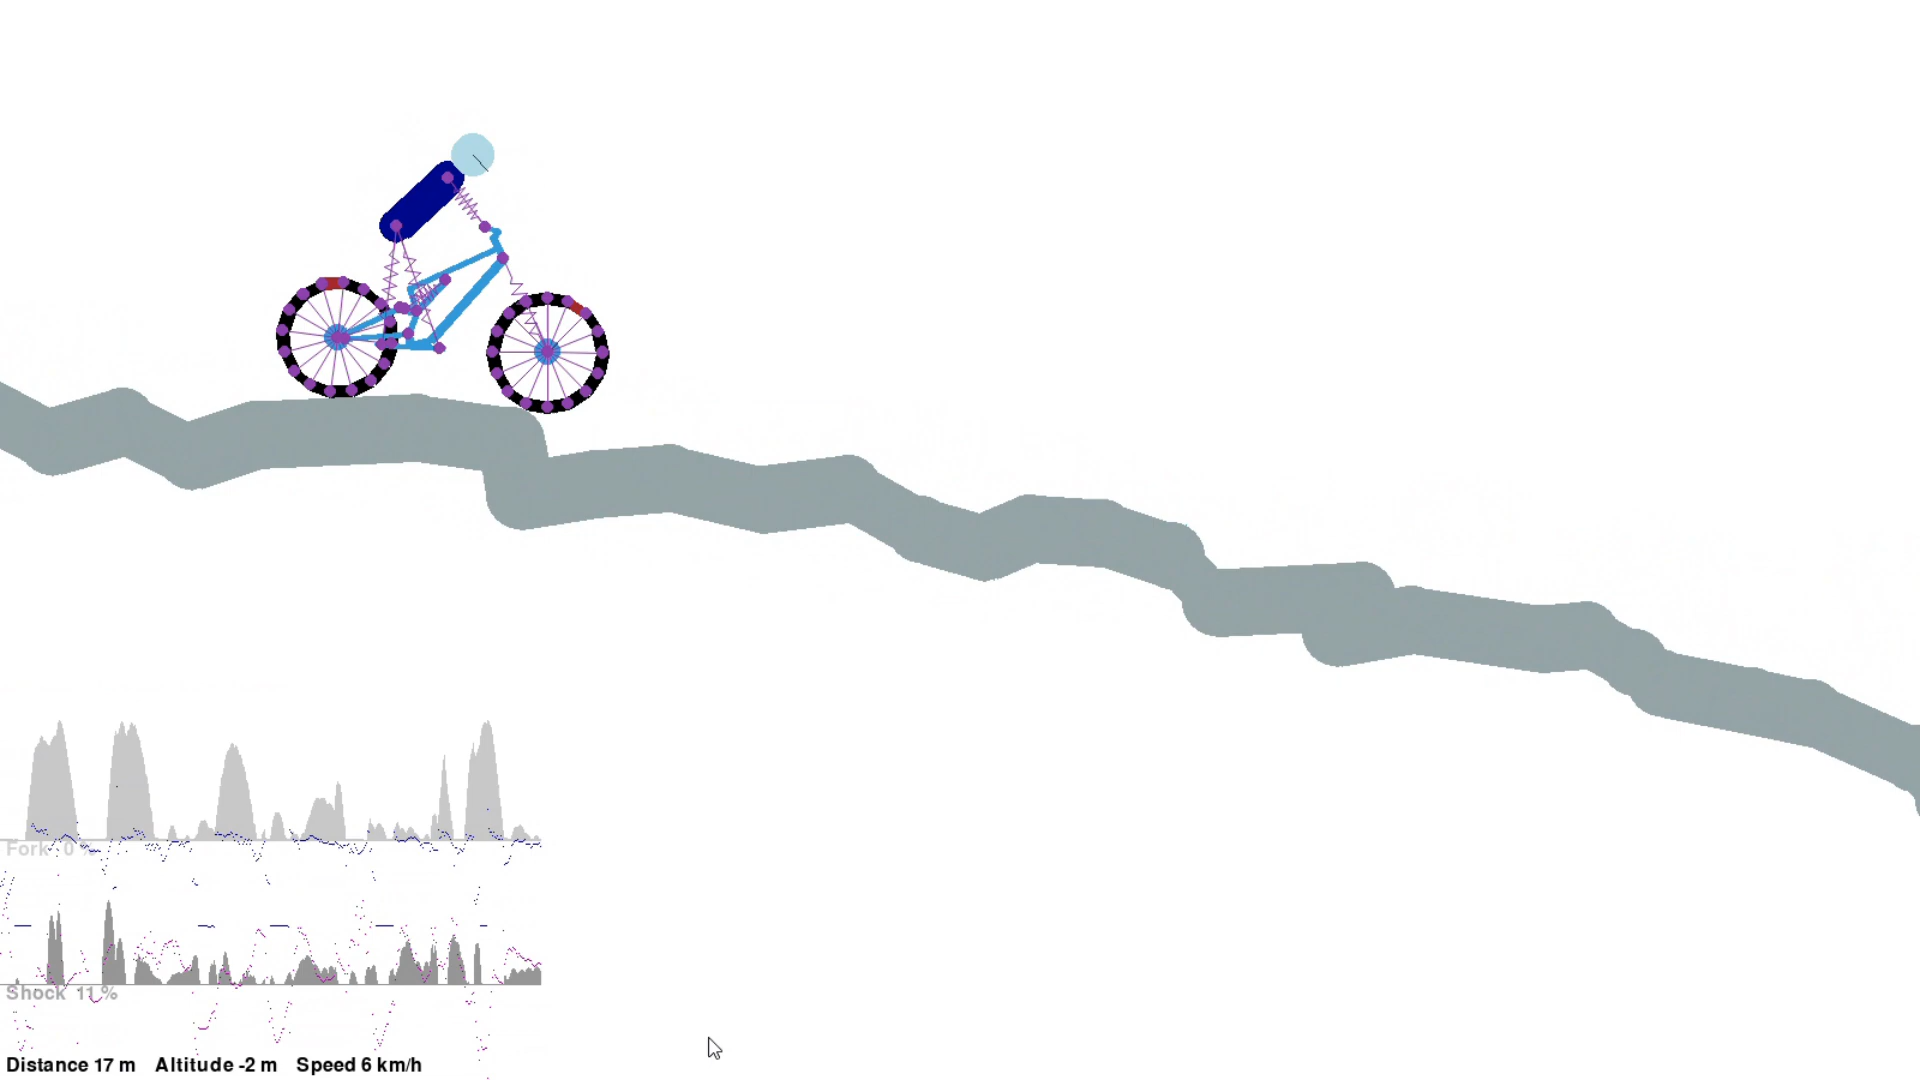 Fork 0 %
Shock 11 %
Distance 17 m Altitude -2 m Speed 6 km/h